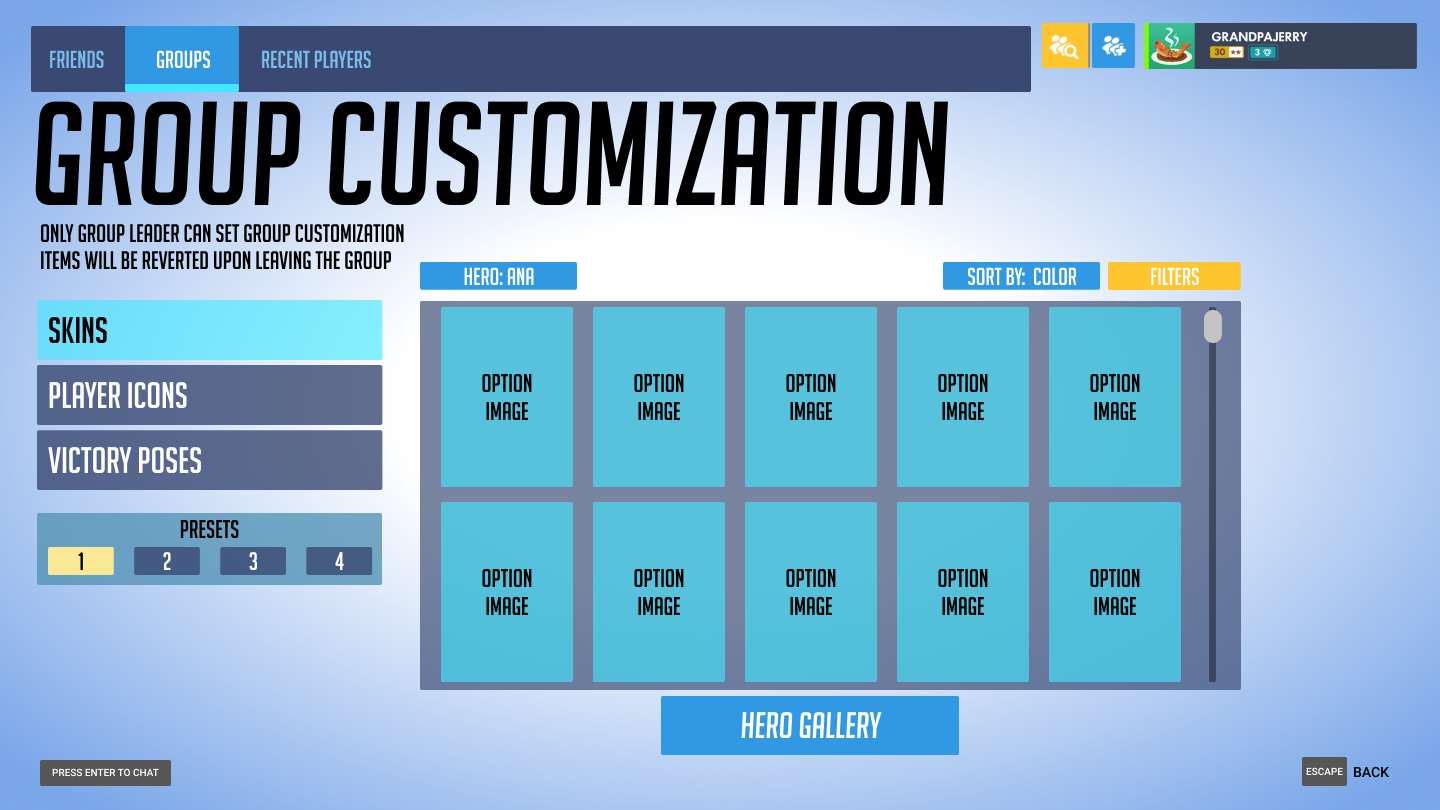 FRIENDS
GROUPS
RECENT PLAYERS
GRANDPAJERRY
30
3
GROUP CUSTOMIZATION
ONLY GROUP LEADER CAN SET GROUP CUSTOMIZATION
ITEMS WILL BE REVERTED UPON LEAVING THE GROUP
HERO: ANA
SORT BY: COLOR
FILTERS
SKINS
PLAYER ICONS
VICTORY POSES
PRESETS
1
2
3
4
OPTION
IMAGE
OPTION
IMAGE
OPTION
IMAGE
OPTION
IMAGE
OPTION
IMAGE
OPTION
IMAGE
OPTION
IMAGE
OPTION
IMAGE
OPTION
IMAGE
OPTION
IMAGE
HERO GALLERY
PRESS ENTER TO CHAT
ESCAPE
BACK